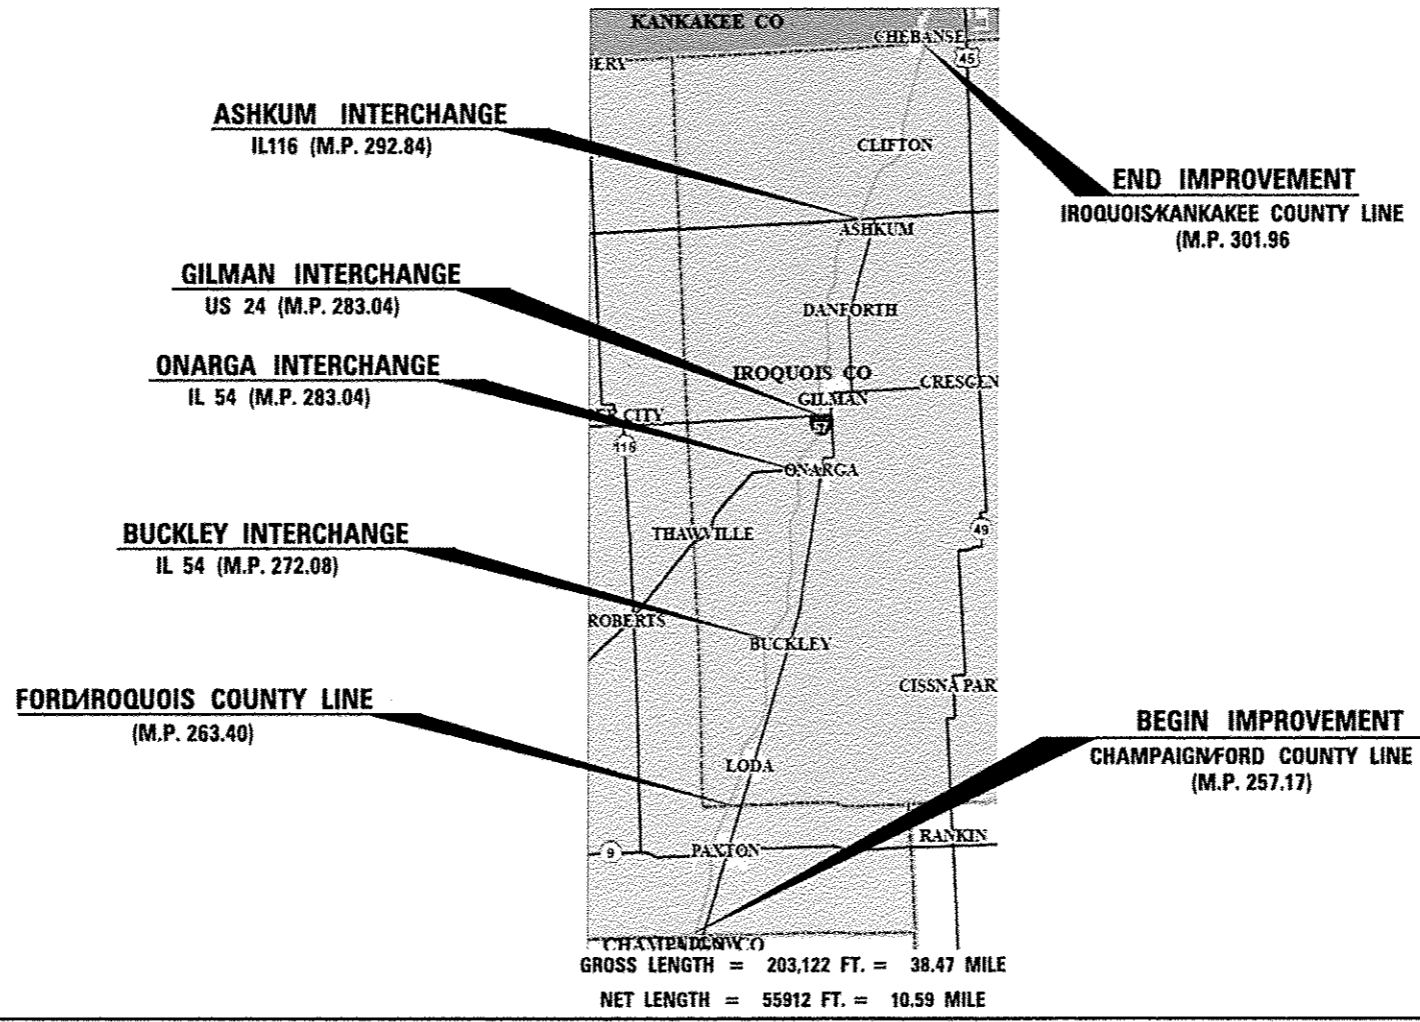 KANKAKEE CO
CHEBANSE
45
ERY
ASHKUM INTERCHANGE
IL116 (M.P. 292.84)
CLIFTON
END IMPROVEMENT
IROQUOIS/KANKAKEE COUNTY LINE
(M.P. 301.96
ASHKUM
GILMAN INTERCHANGE
US 24 (M.P. 283.04)
DANFORTH
ONARGA INTERCHANGE
IL 54 (M.P. 283.04)
IROQUOIS CO
CRESCEN
GILMAN
CITY
57
116
ONARGA
BUCKLEY INTERCHANGE
IL 54 (M.P. 272.08)
THAWVILLE
49
ROBERTS
BUCKLEY
CISSNA PAR
FORD/IROQUOIS COUNTY LINE
(M.P. 263.40)
BEGIN IMPROVEMENT
CHAMPAIGN/FORD COUNTY LINE
(M.P. 257.17)
LODA
RANKIN
9
PAXTON
CO
GROSS LENGTH = 203,122 FT. = 38.47 MILE
NET LENGTH = 55912 FT. = 10.59 MILE